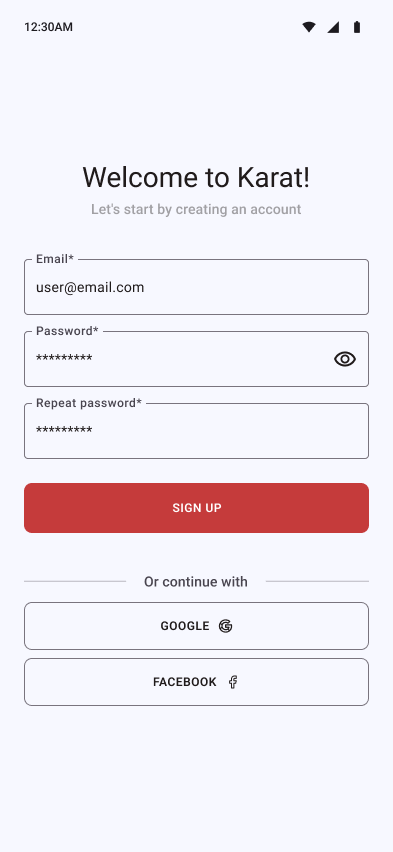 12:30AM
Welcome to Karat!
Let's start by creating an account
Email*
user@email.com
Password*
*********
Repeat password*
*********
SIGN UP
Or continue with
GOOGLE
FACEBOOK